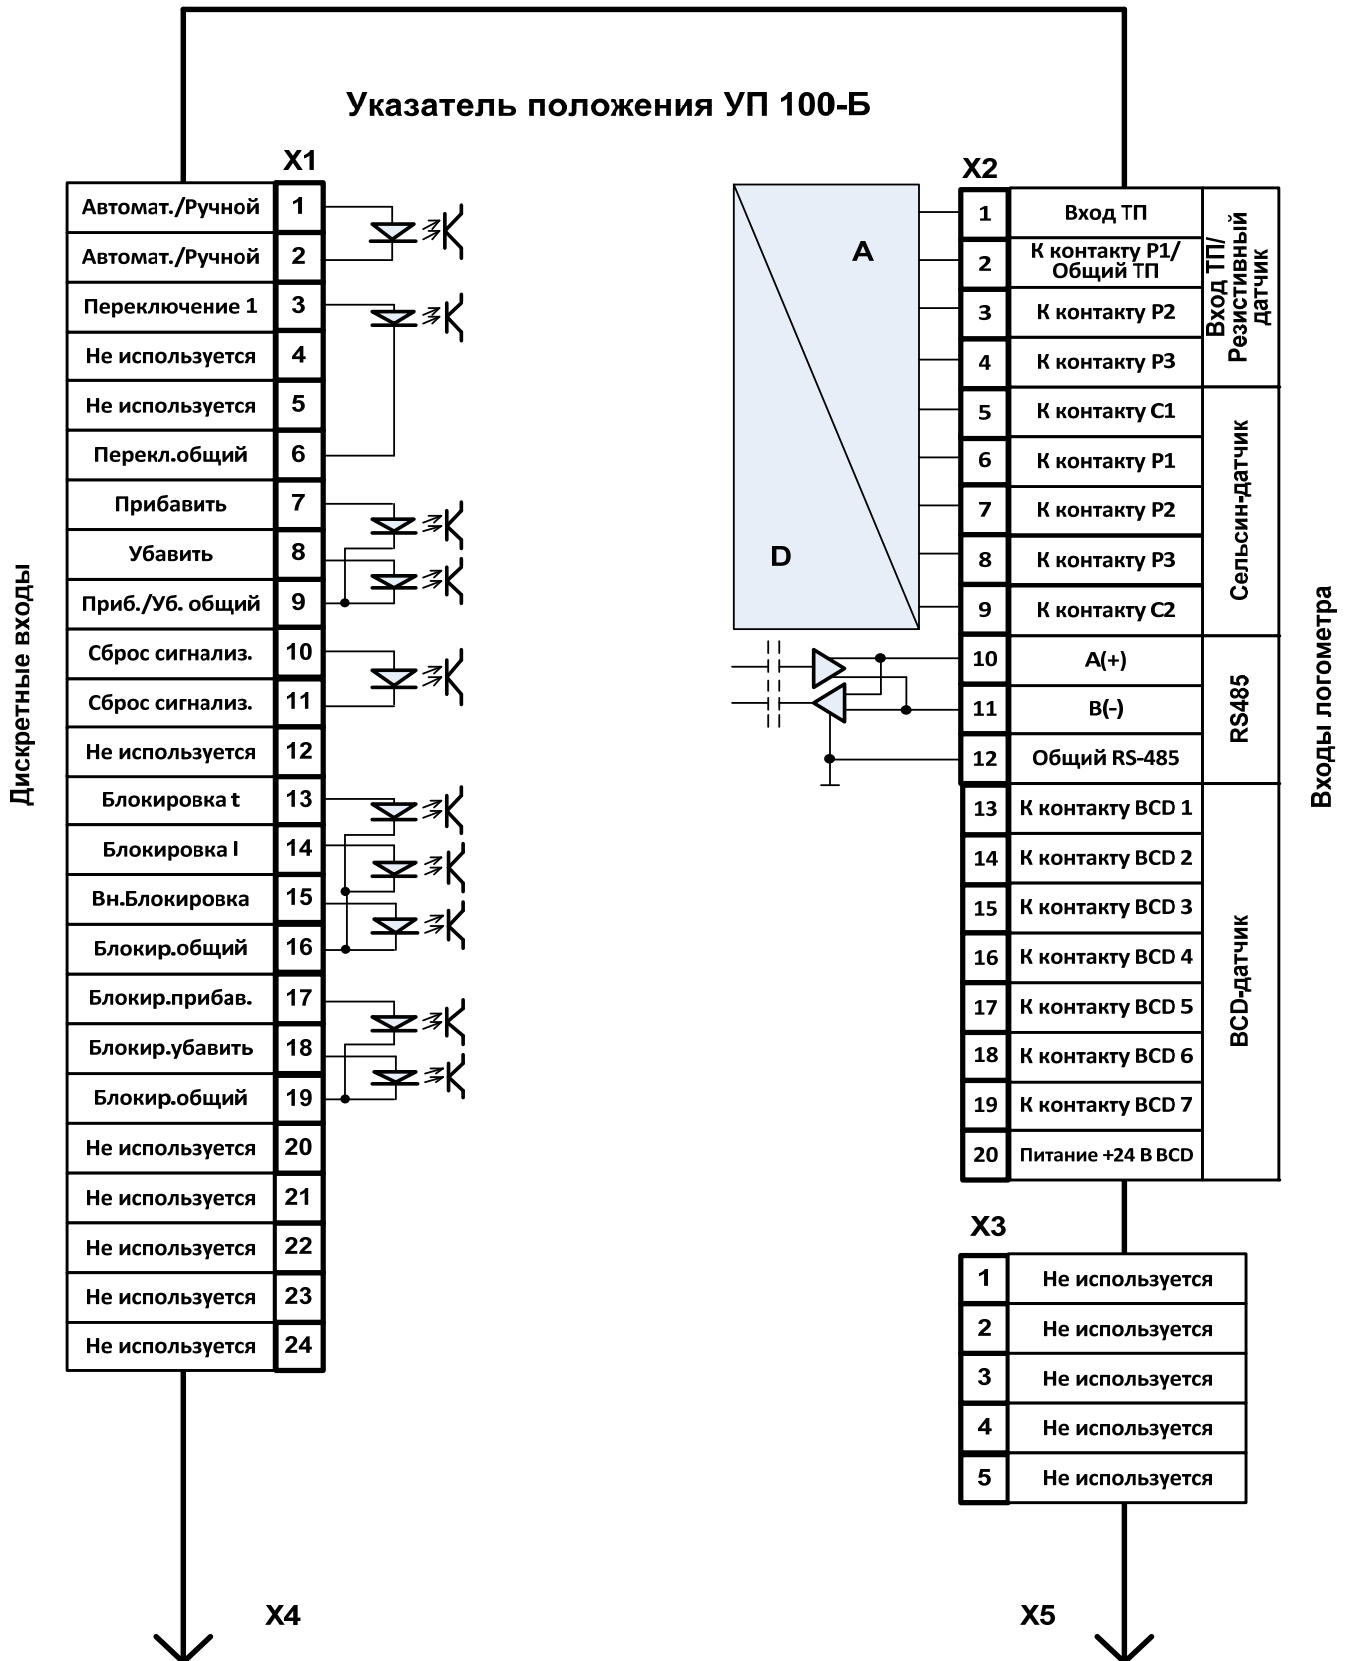 Указатель положения УП 100-Б
Дискретные входы
X1
Автомат./Ручной 1
Автомат./Ручной 2
Переключение 1 3
Не используется 4
Не используется 5
Перекл.общий 6
Прибавить 7
Убавить 8
Приб./Уб. общий 9
Сброс сигнализ. 10
Сброс сигнализ. 11
Не используется 12
Блокировка t 13
Блокировка I 14
Вн.Блокировка 15
Блокир.общий 16
Блокир.прибав. 17
Блокир.убавить 18
Блокир.общий 19
Не используется 20
Не используется 21
Не используется 22
Не используется 23
Не используется 24
X4
A
D
X2
1 Вход ТП
2 К контакту Р1/
Общий ТП
3 К контакту Р2
4 К контакту Р3
Вход ТП/
Резистивный
датчик
5 К контакту С1
6 К контакту Р1
7 К контакту Р2
8 К контакту Р3
9 К контакту С2
Сельсин-датчик
10 A(+)
11 B(-)
12 Общий RS-485
RS485
13 К контакту BCD 1
14 К контакту BCD 2
15 К контакту BCD 3
16 К контакту BCD 4
17 К контакту BCD 5
18 К контакту BCD 6
19 К контакту BCD 7
20 Питание +24 В BCD
BCD-датчик
Входы логометра
X3
1 Не используется
2 Не используется
3 Не используется
4 Не используется
5 Не используется
X5